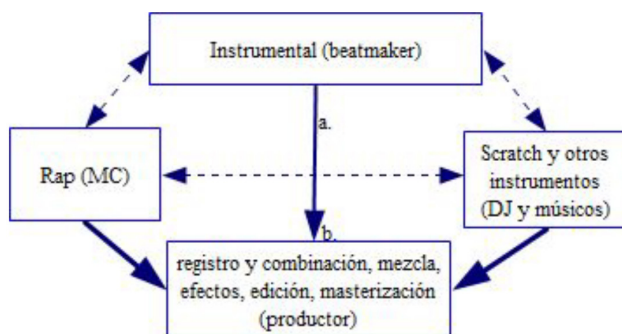 Instrumental (beatmaker)
a.
Rap (MC)
Scratch y otros
instrumentos
(DJ y músicos)
b.
registro y combinación, mezcla,
efectos, edición, masterización
(productor)